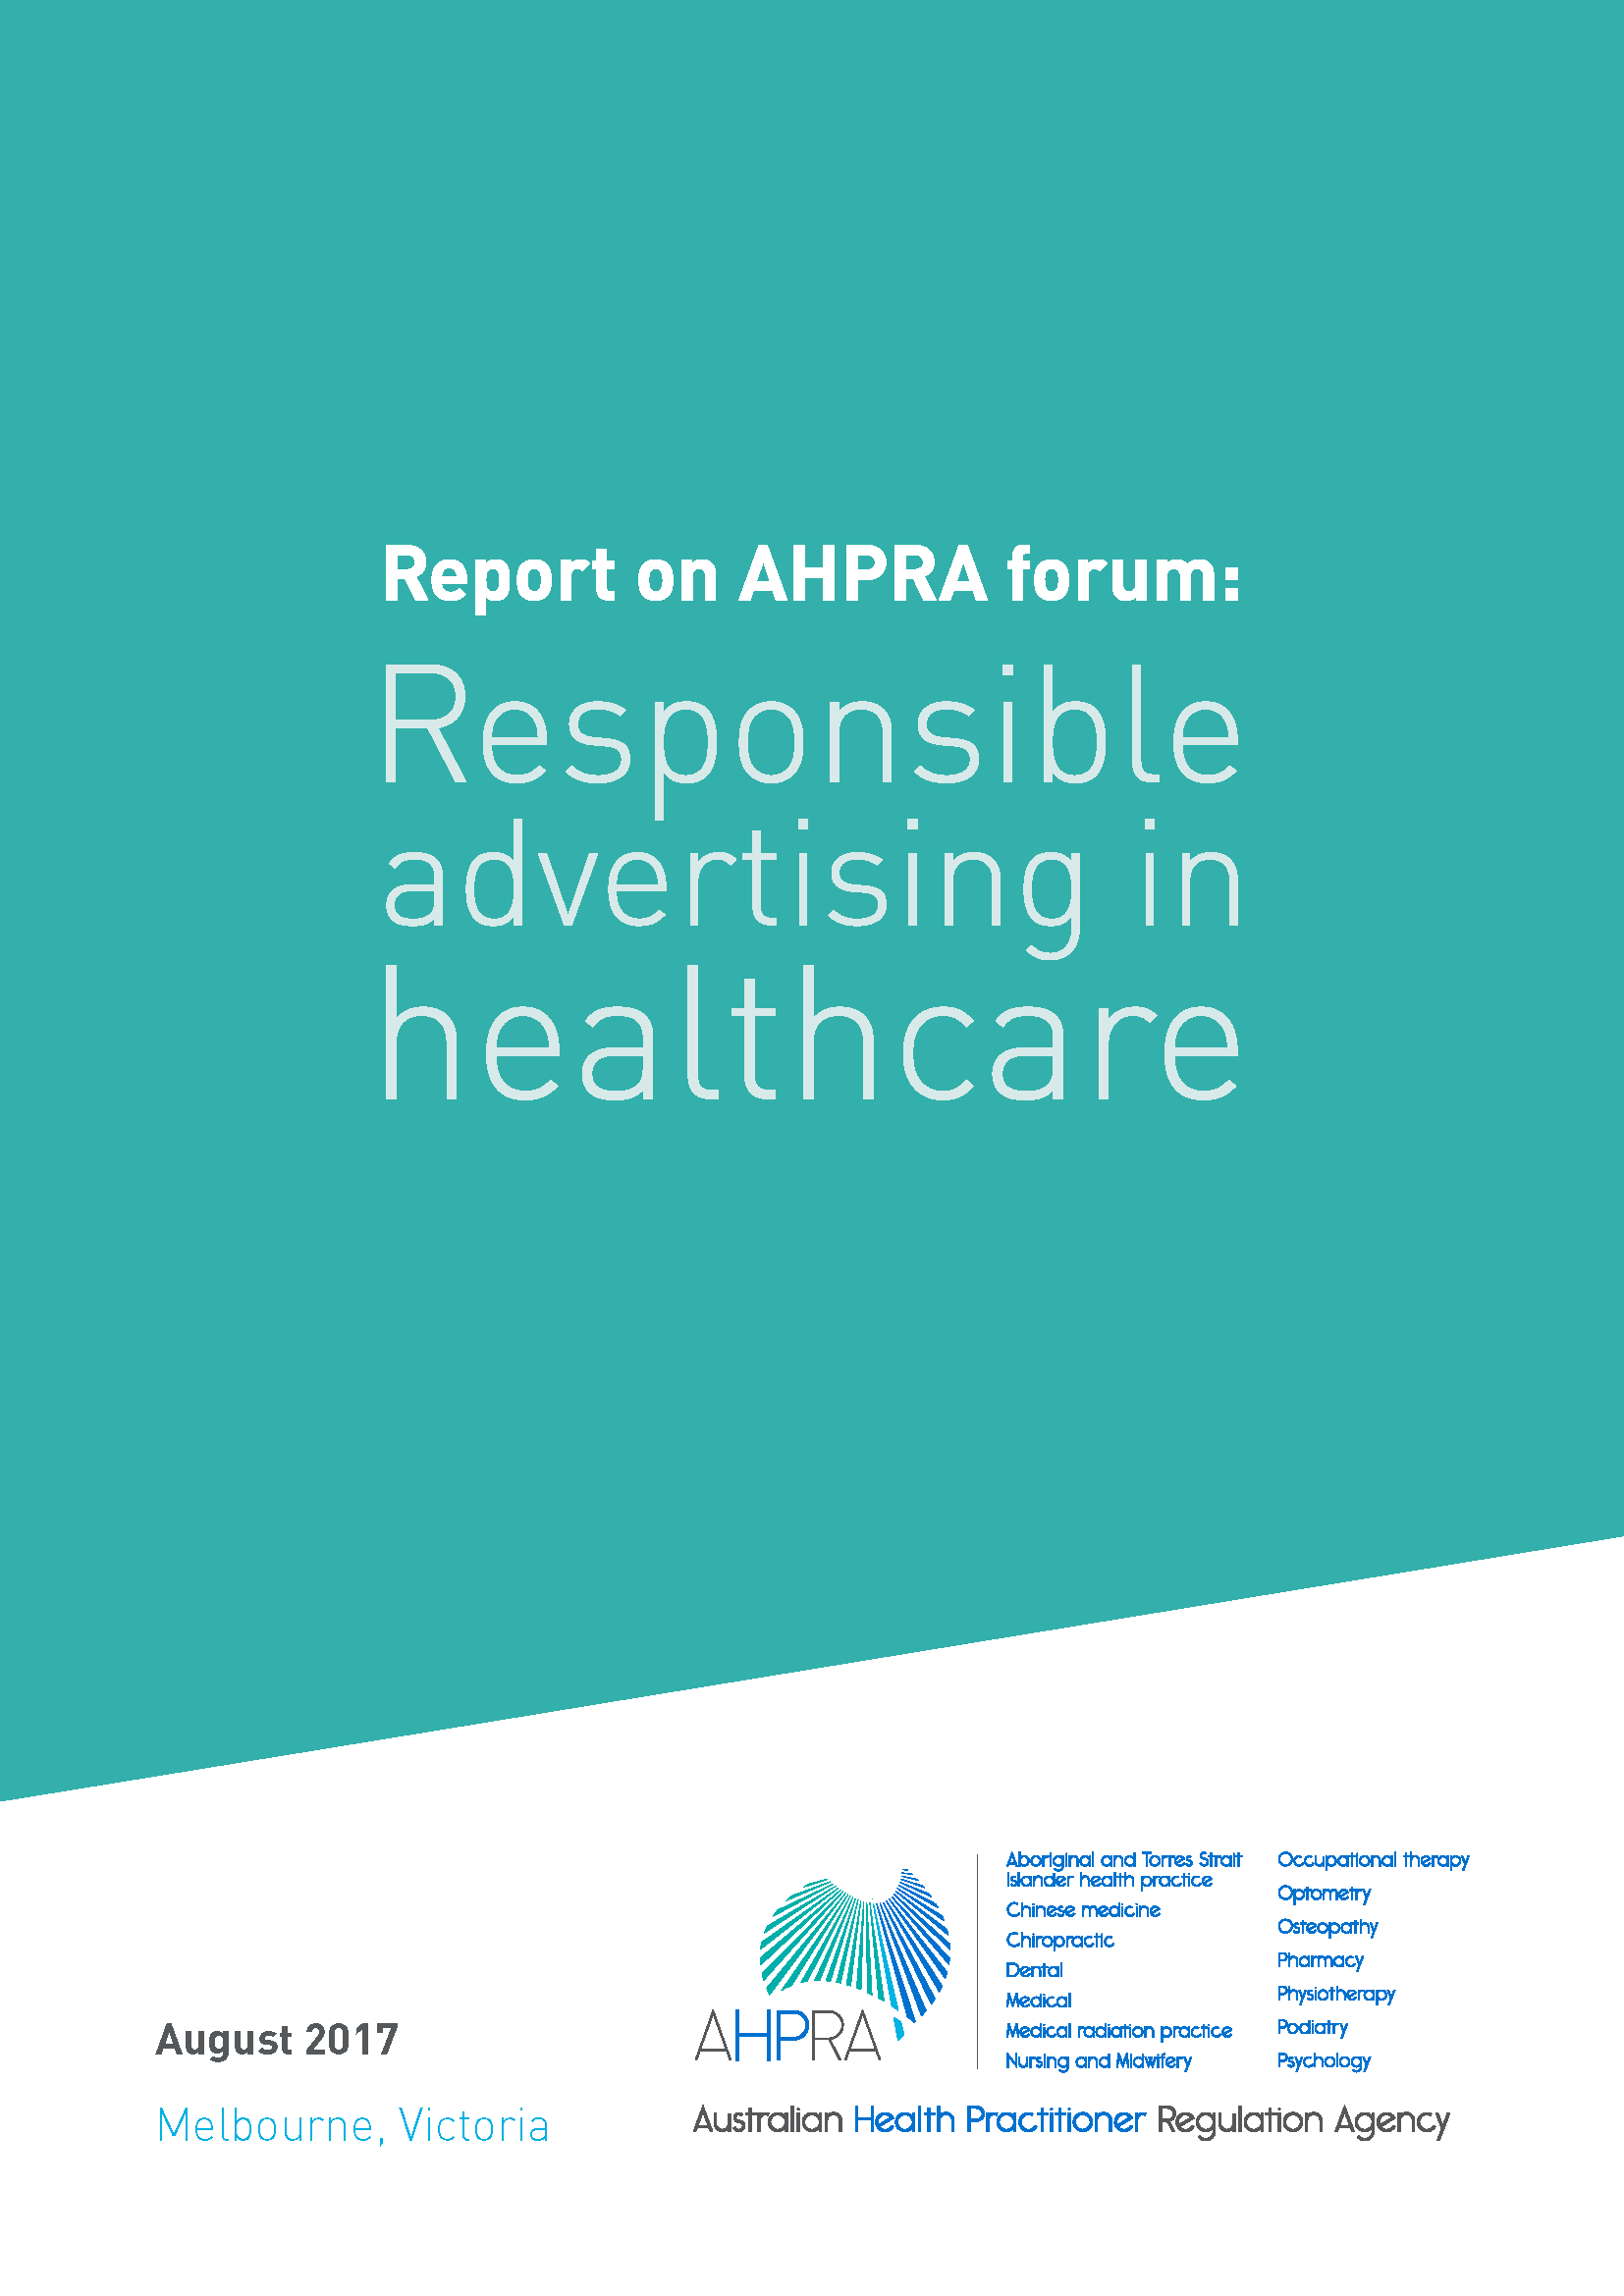 Report on AHPRA forum:
Responsible
advertising in
healthcare
August 2017
Melbourne, Victoria
AHPRA
Aboriginal and Torres Strait
Islander health practice
Chinese medicine
Chiropractic
Dental
Medical
Medical radiation practice
Nursing and Midwifery
Occupational therapy
Optometry
Osteopathy
Pharmacy
Physiotherapy
Podiatry
Psychology
Australian Health Practitioner Regulation Agency